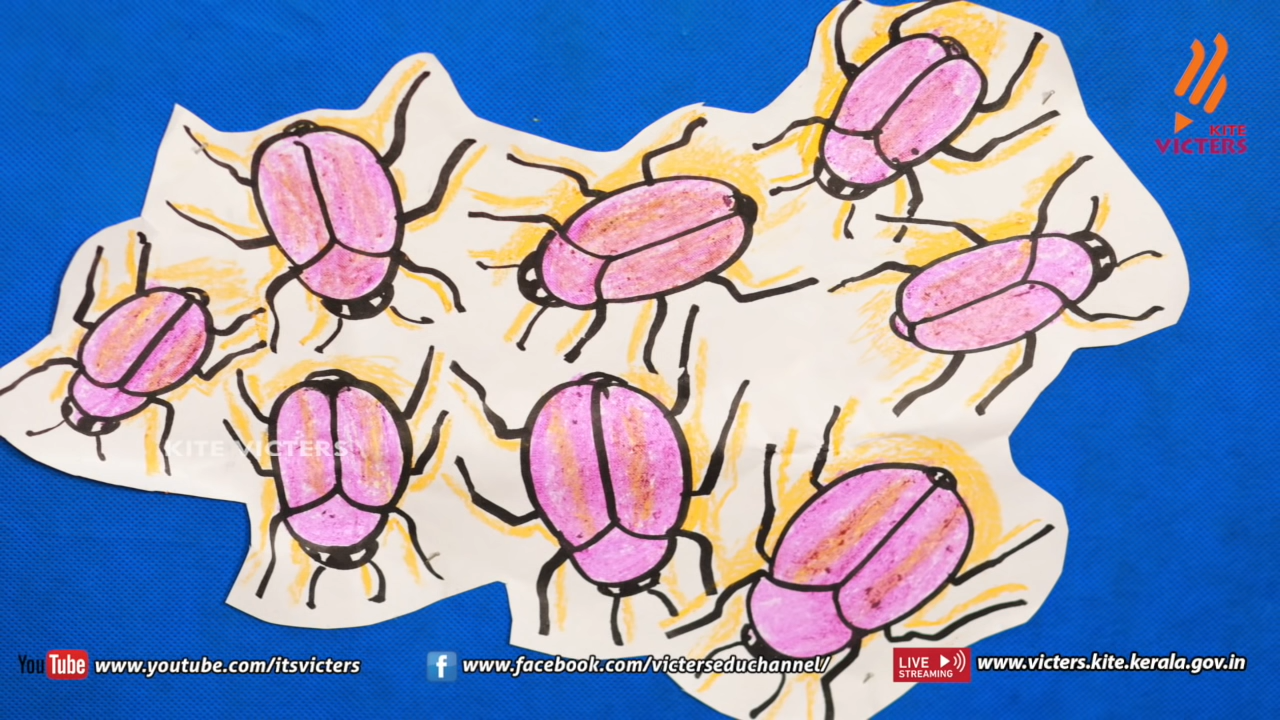 KITE
VICTERS
KITE VICTERS
YouTube www.youtube.com/itsvicters
f www.facebook.com/victerseduchannel/
LIVE STREAMING www.victers.kite.kerala.gov.in